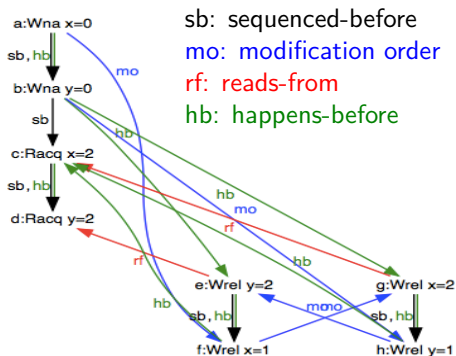 a:Wna x=0
sb: sequenced-before
mo: modification order
rf: reads-from
hb: happens-before
sb, hb
mo
b:Wna y=0
sb
hb
c:Racq x=2
hb
mo
sb, hb
rf
d:Racq y=2
rf
hb
e:Wrel y=2
g:Wrel x=2
sb, hb
mo
mo
sb, hb
f:Wrel x=1
h:Wrel y=1